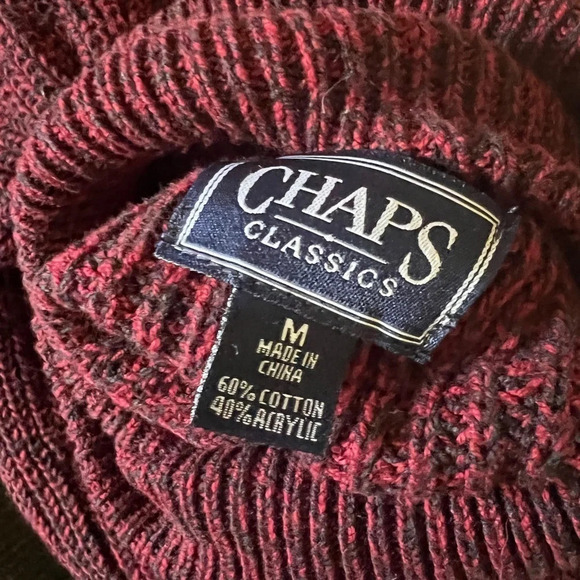 CHAPS
CLASSICS
M
MADE IN
CHINA
60% COTTON
40% ACRYLIC